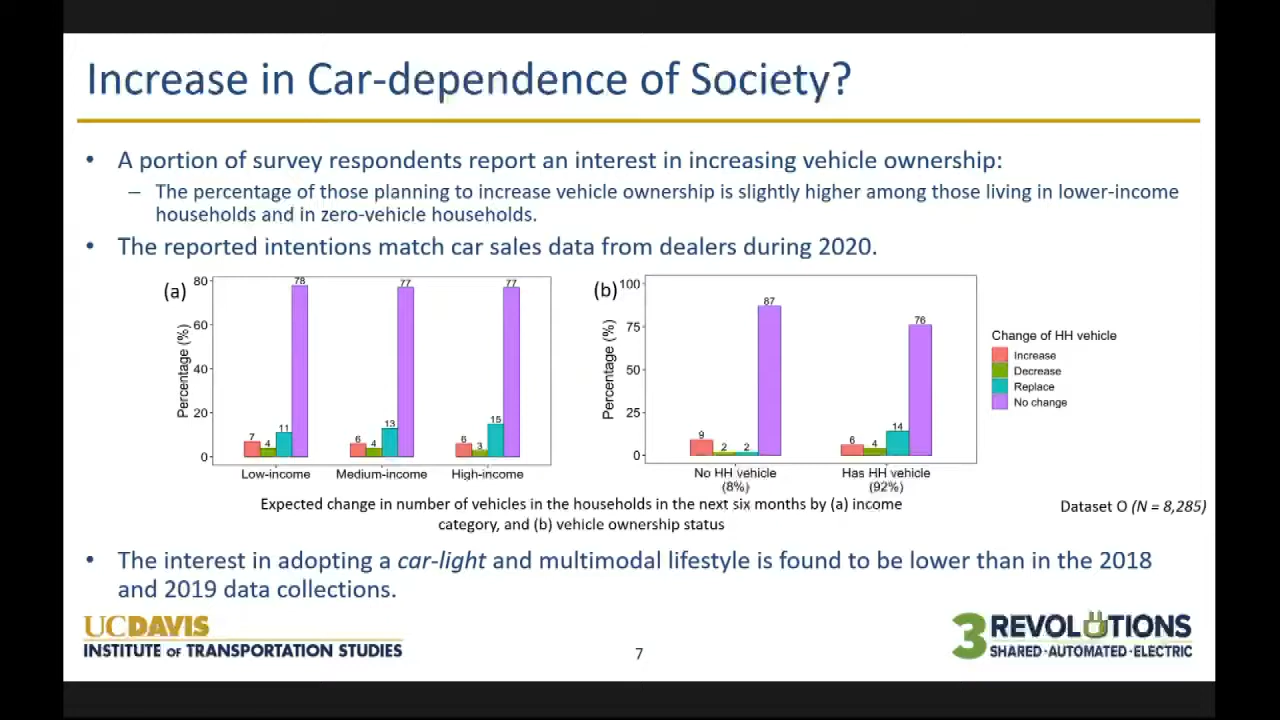 Increase in Car-dependence of Society?
• A portion of survey respondents report an interest in increasing vehicle ownership:
– The percentage of those planning to increase vehicle ownership is slightly higher among those living in lower-income
households and in zero-vehicle households.
• The reported intentions match car sales data from dealers during 2020.
(a)
Percentage (%)
80
60
40
20
0
7 4 11 78
6 4 13 77
6 3 15 77
Low-income Medium-income High-income
(b)
Percentage (%)
100
75
50
25
0
9 2 2 87
6 4 14 76
No HH vehicle Has HH vehicle
(8%) (92%)
Change of HH vehicle
Increase
Decrease
Replace
No change
Expected change in number of vehicles in the households in the next six months by (a) income
category, and (b) vehicle ownership status
Dataset O (N = 8,285)
• The interest in adopting a car-light and multimodal lifestyle is found to be lower than in the 2018
and 2019 data collections.
UCDAVIS
INSTITUTE OF TRANSPORTATION STUDIES
7
3 REVOLUTIONS
SHARED·AUTOMATED·ELECTRIC